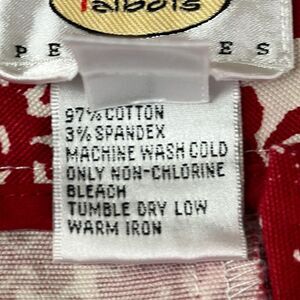 Talbots
PE ES
97% COTTON
3% SPANDEX
MACHINE WASH COLD
ONLY NON-CHLORINE
BLEACH
TUMBLE DRY LOW
WARM IRON